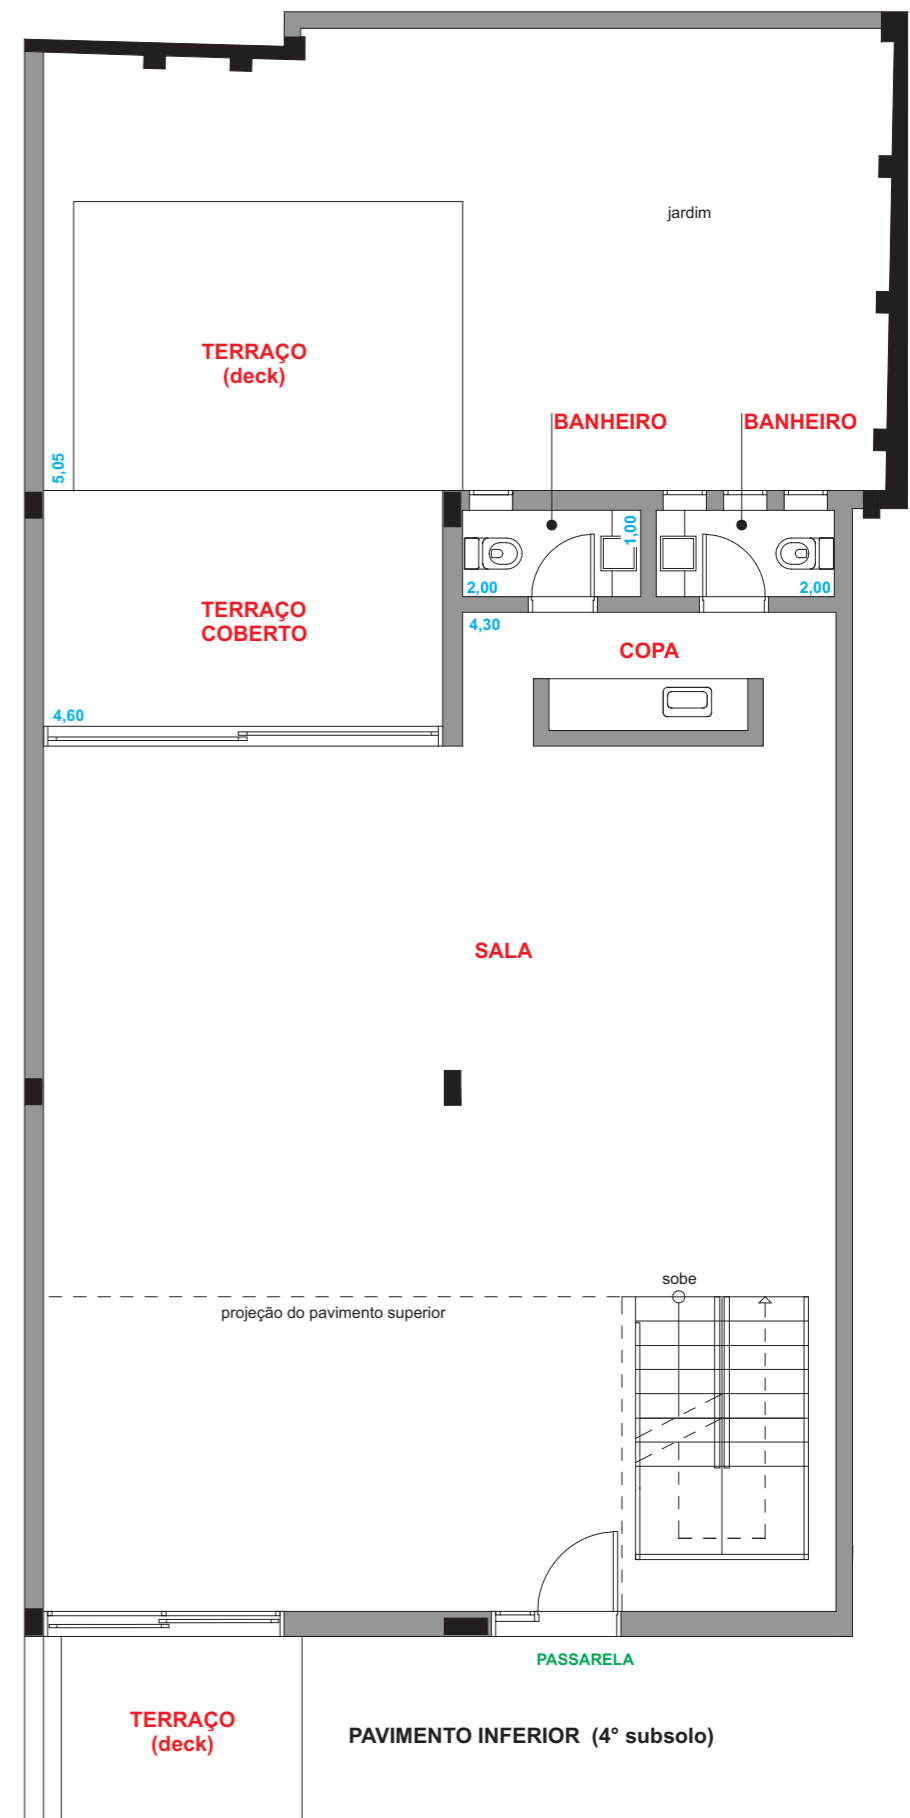 jardim
TERRAÇO
(deck)
BANHEIRO
BANHEIRO
5,05
1,00
2,00
2,00
TERRAÇO
COBERTO
4,30
COPA
4,60
SALA
sobe
projeção do pavimento superior
PASSARELA
TERRAÇO
(deck)
PAVIMENTO INFERIOR (4° subsolo)